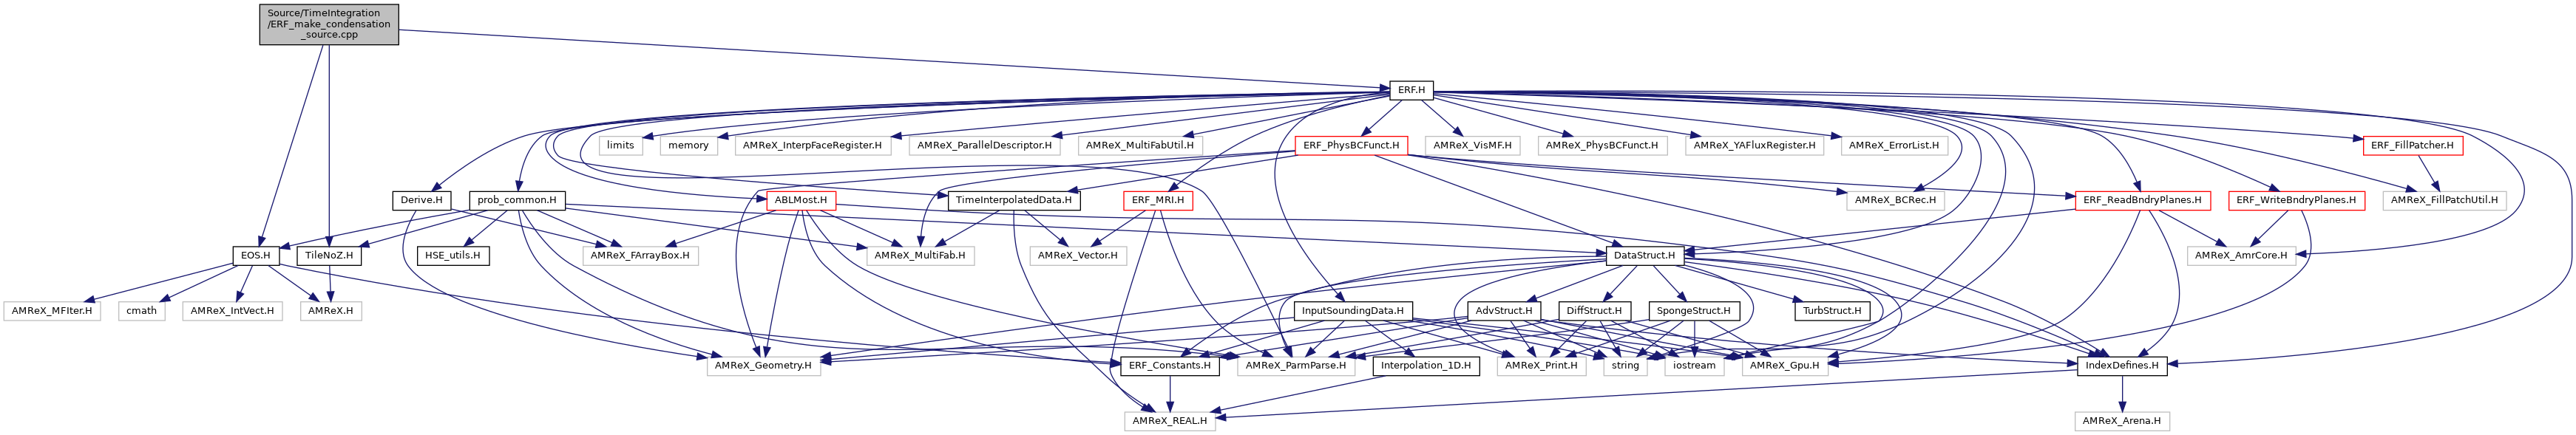 Source/TimeIntegration
/ERF_make_condensation
_source.cpp
ERF.H
limits
memory
AMReX_InterpFaceRegister.H
AMReX_ParallelDescriptor.H
AMReX_MultiFabUtil.H
ERF_PhysBCFunct.H
AMReX_VisMF.H
AMReX_PhysBCFunct.H
AMReX_YAFluxRegister.H
AMReX_ErrorList.H
ERF_FillPatcher.H
Derive.H
prob_common.H
ABLMost.H
TimeInterpolatedData.H
ERF_MRI.H
AMReX_BCRec.H
ERF_ReadBndryPlanes.H
ERF_WriteBndryPlanes.H
AMReX_FillPatchUtil.H
EOS.H
TileNoZ.H
HSE_utils.H
AMReX_FArrayBox.H
AMReX_MultiFab.H
AMReX_Vector.H
DataStruct.H
AMReX_AmrCore.H
AMReX_MFIter.H
cmath
AMReX_IntVect.H
AMReX.H
InputSoundingData.H
AdvStruct.H
DiffStruct.H
SpongeStruct.H
TurbStruct.H
AMReX_Geometry.H
ERF_Constants.H
AMReX_ParmParse.H
Interpolation_1D.H
AMReX_Print.H
string
iostream
AMReX_Gpu.H
IndexDefines.H
AMReX_REAL.H
AMReX_Arena.H